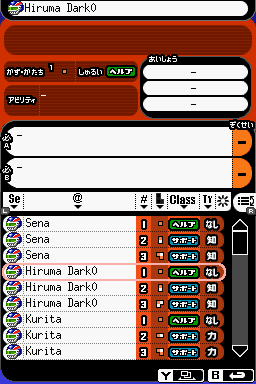 Hiruma Dark0
かず・かたち 1 しゅるい ヘルプ
アビリティ -
あいしょう
-
-
-
ぞくせい
必A - -
必B - -
Se @ # L Class Ty
L R
Sena 1 ヘルプ なし
Sena 2 サポート 知
Sena 3 サポート 知
Hiruma Dark0 1 ヘルプ なし
Hiruma Dark0 2 サポート 知
Hiruma Dark0 3 サポート 知
Kurita 1 ヘルプ なし
Kurita 2 サポート 力
Kurita 3 サポート 力
Y B